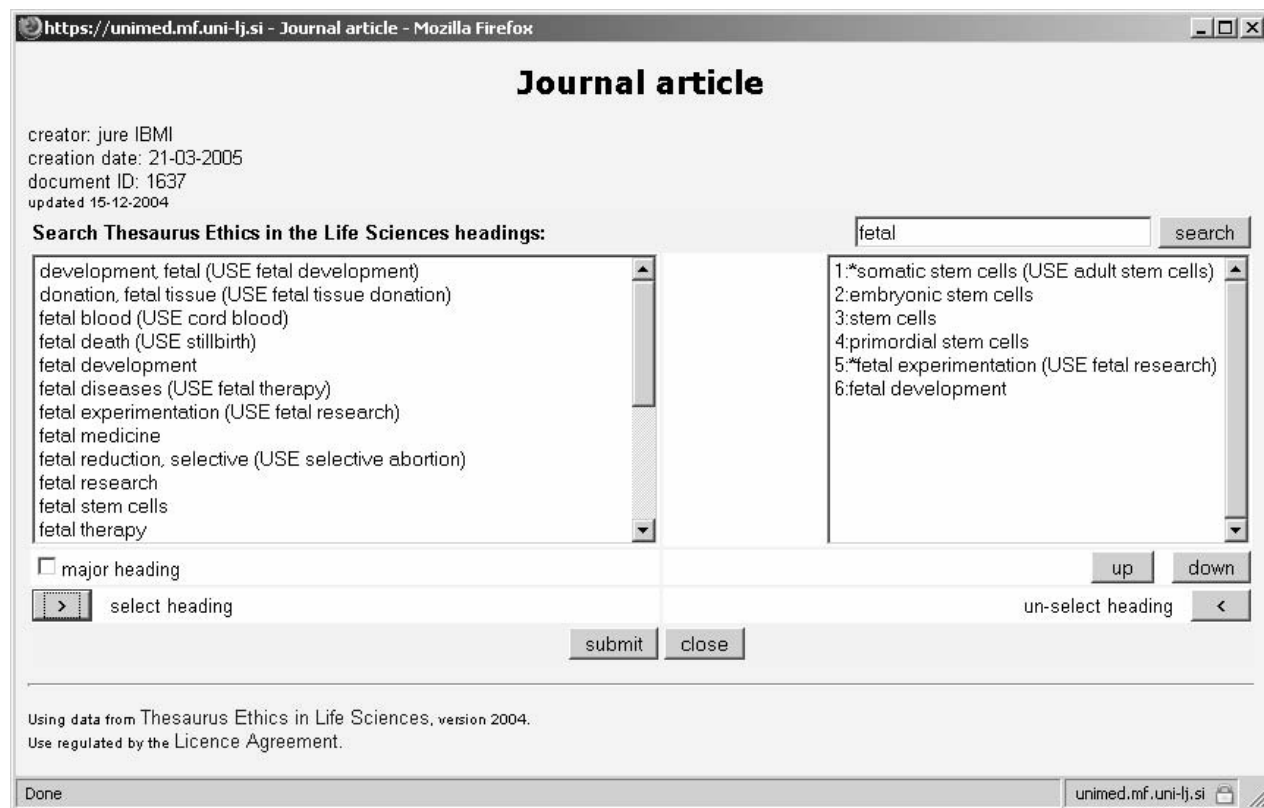 https://unimed.mf.uni-lj.si - Journal article - Mozilla Firefox
Journal article
creator: jure IBMI
creation date: 21-03-2005
document ID: 1637
updated 15-12-2004
Search Thesaurus Ethics in the Life Sciences headings:
fetal
search
development, fetal (USE fetal development)
donation, fetal tissue (USE fetal tissue donation)
fetal blood (USE cord blood)
fetal death (USE stillbirth)
fetal development
fetal diseases (USE fetal therapy)
fetal experimentation (USE fetal research)
fetal medicine
fetal reduction, selective (USE selective abortion)
fetal research
fetal stem cells
fetal therapy
1:*somatic stem cells (USE adult stem cells)
2:embryonic stem cells
3:stem cells
4:primordial stem cells
5:*fetal experimentation (USE fetal research)
6:fetal development
major heading
up
down
> select heading
un-select heading <
submit
close
Using data from Thesaurus Ethics in Life Sciences, version 2004.
Use regulated by the Licence Agreement.
Done
unimed.mf.uni-lj.si